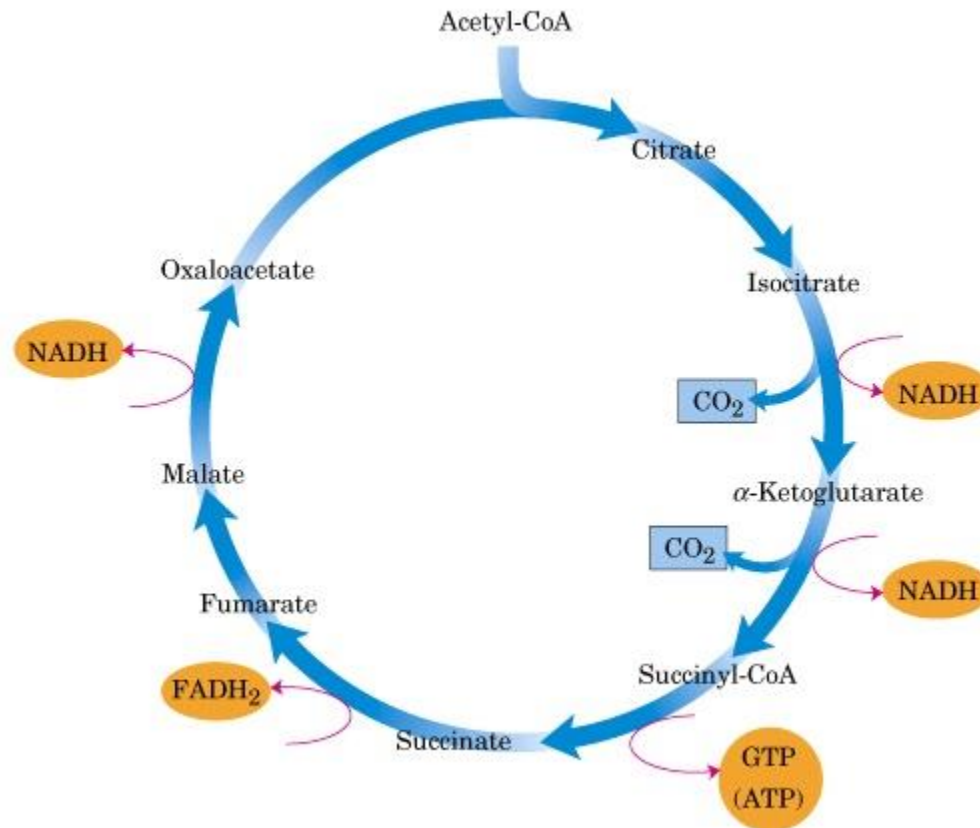 Acetyl-CoA
Citrate
Isocitrate
NADH
CO₂
α-Ketoglutarate
NADH
CO₂
Succinyl-CoA
GTP
(ATP)
Succinate
FADH₂
Fumarate
Malate
NADH
Oxaloacetate